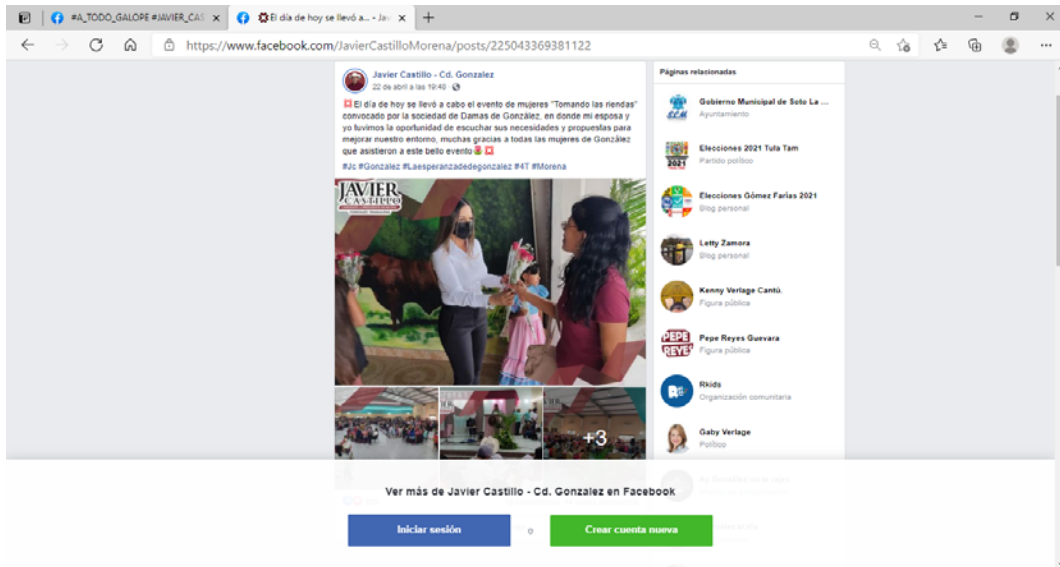 #A_TODO_GALOPE #JAVIER_CAS
El día de hoy se llevó a... - Jav
https://www.facebook.com/JavierCastilloMorena/posts/225043369381122
Javier Castillo - Cd. Gonzalez
22 de abril a las 19:40
El día de hoy se llevó a cabo el evento de mujeres "Tomando las riendas"
convocado por la sociedad de Damas de González, en donde mi esposa y
yo tuvimos la oportunidad de escuchar sus necesidades y propuestas para
mejorar nuestro entorno, muchas gracias a todas las mujeres de González
que asistieron a este bello evento
#Jc #Gonzalez #Laesperanzadedegonzalez #4T #Morena
JAVIER
CASTILLO
+3
Páginas relacionadas
Gobierno Municipal de Soto La ...
Ayuntamiento
Elecciones 2021 Tula Tam
Partido político
2021
Elecciones Gómez Farias 2021
Blog personal
Letty Zamora
Blog personal
Kenny Verlage Cantú.
Figura pública
PEPE
REYES
Pepe Reyes Guevara
Figura pública
Rkids
Organización comunitaria
Gaby Verlage
Político
Ver más de Javier Castillo - Cd. Gonzalez en Facebook
Iniciar sesión
o
Crear cuenta nueva